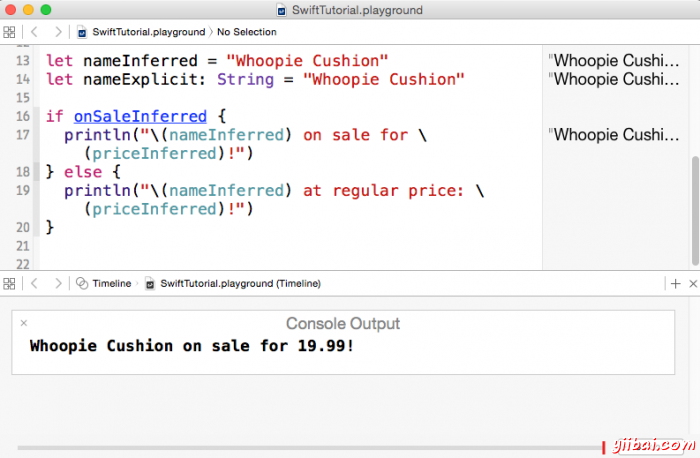 SwiftTutorial.playground
SwiftTutorial.playground 〉 No Selection
13 let nameInferred = "Whoopie Cushion"
"Whoopie Cushi...
14 let nameExplicit: String = "Whoopie Cushion"
"Whoopie Cushi...
15
16 if onSaleInferred {
17 println("\(nameInferred) on sale for \
"Whoopie Cushi...
(priceInferred)!")
18 } else {
19 println("\(nameInferred) at regular price: \
(priceInferred)!")
20 }
21
22
Timeline 〉 SwiftTutorial.playground (Timeline)
Console Output
Whoopie Cushion on sale for 19.99!
yiibai.com